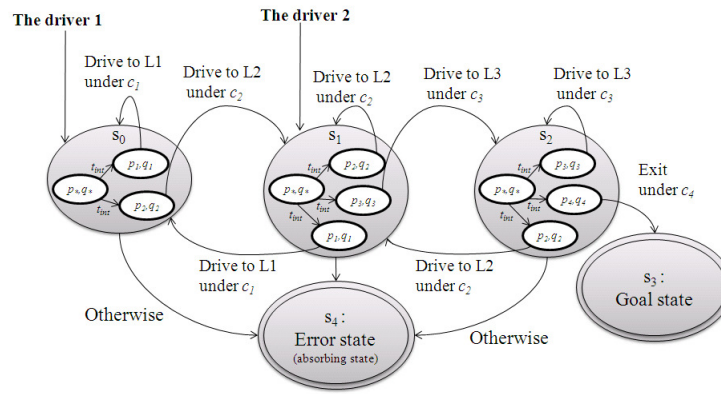 The driver 1
The driver 2
Drive to L1
under c1
Drive to L2
under c2
Drive to L2
under c2
Drive to L3
under c3
Drive to L3
under c3
s0
s1
s2
p1,q1
tint
p*,q*
tint
p2,q2
p2,q2
tint
p*,q*
tint
p3,q3
tint
p1,q1
p3,q3
tint
p*,q*
tint
p4,q4
tint
p2,q2
Exit
under c4
Drive to L1
under c1
Drive to L2
under c2
Otherwise
Otherwise
s3:
Goal state
s4:
Error state
(absorbing state)